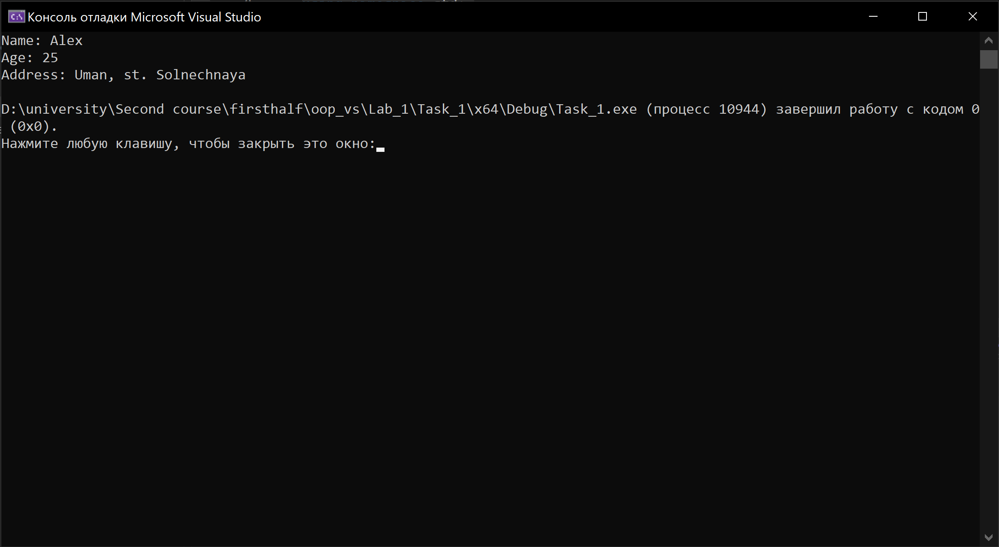 Консоль отладки Microsoft Visual Studio
Name: Alex
Age: 25
Address: Uman, st. Solnechnaya
D:\university\Second course\firsthalf\oop_vs\Lab_1\Task_1\x64\Debug\Task_1.exe (процесс 10944) завершил работу с кодом 0
(0x0).
Нажмите любую клавишу, чтобы закрыть это окно: